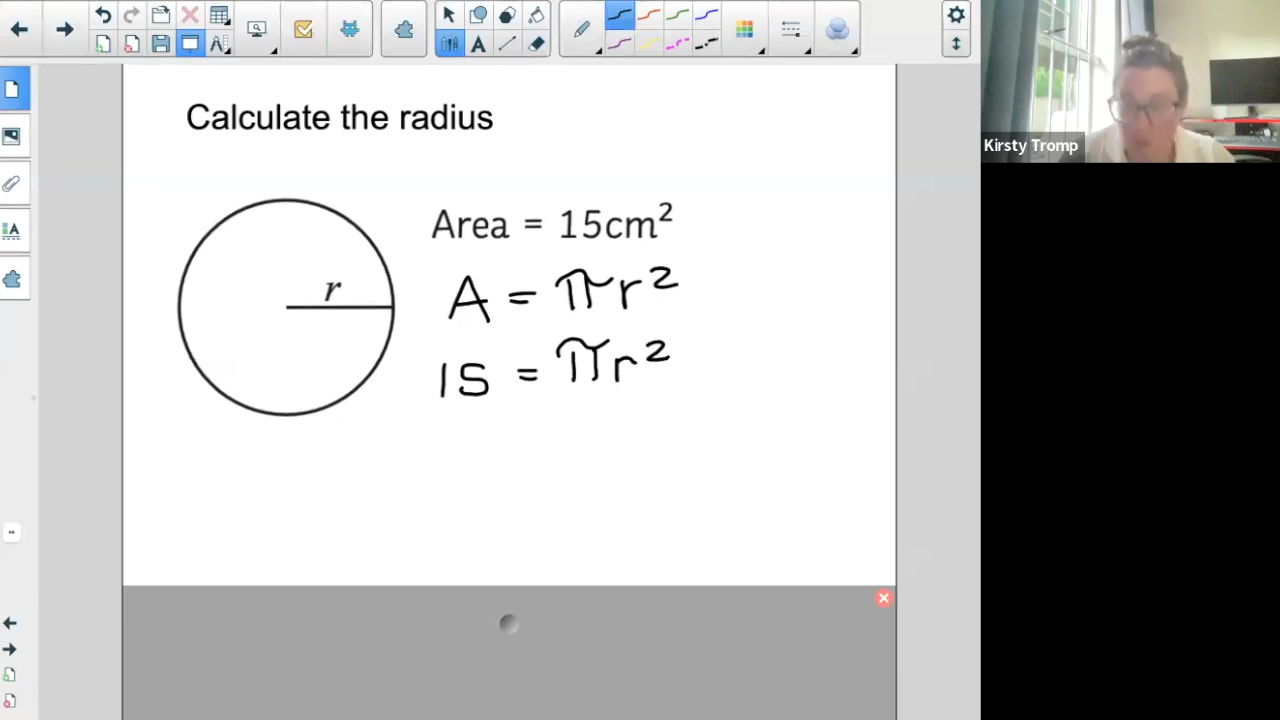 Calculate the radius
Kirsty Tromp
r
Area = 15cm²
A = πr²
15 = πr²